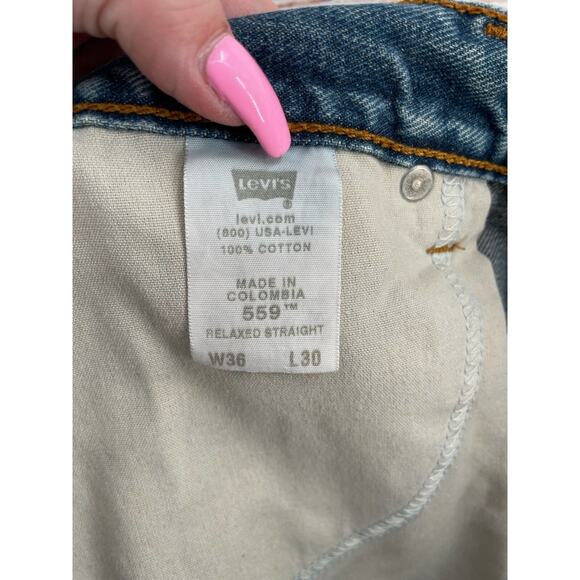 Levi's
®
levi.com
(800) USA-LEVI
100% COTTON
MADE IN
COLOMBIA
559™
RELAXED STRAIGHT
W36 L30